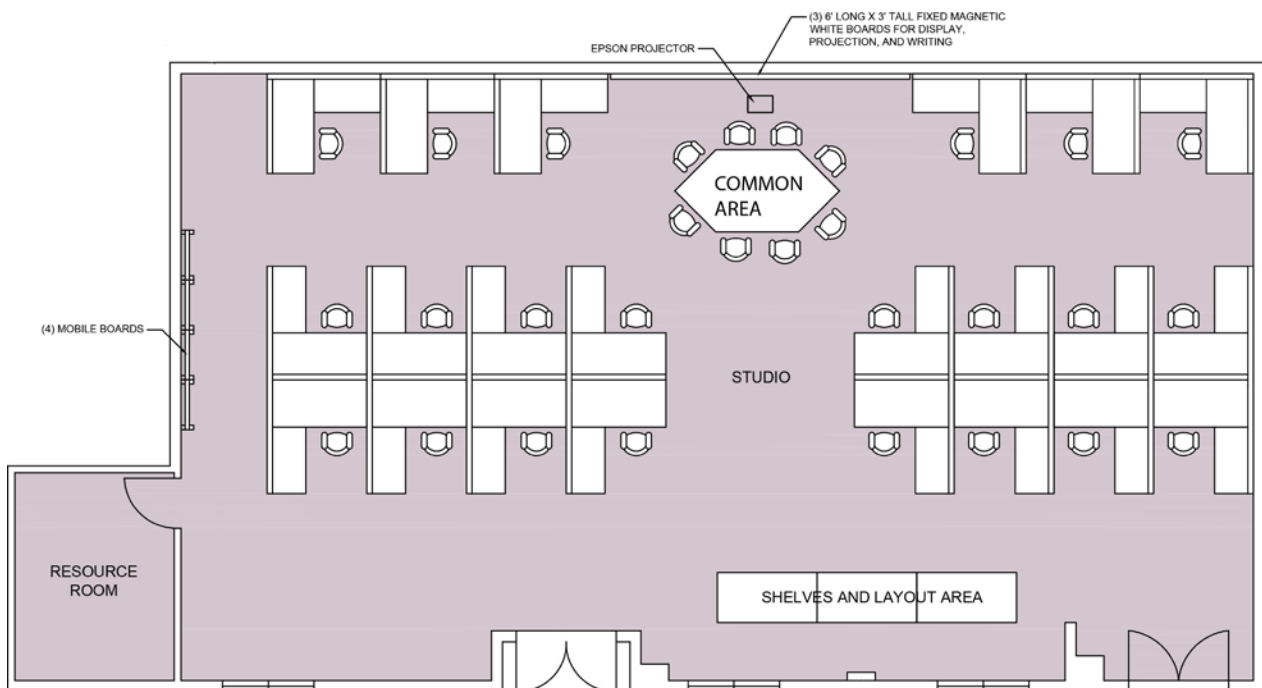 (3) 6' LONG X 3' TALL FIXED MAGNETIC
WHITE BOARDS FOR DISPLAY,
PROJECTION, AND WRITING
EPSON PROJECTOR
COMMON
AREA
(4) MOBILE BOARDS
STUDIO
RESOURCE
ROOM
SHELVES AND LAYOUT AREA